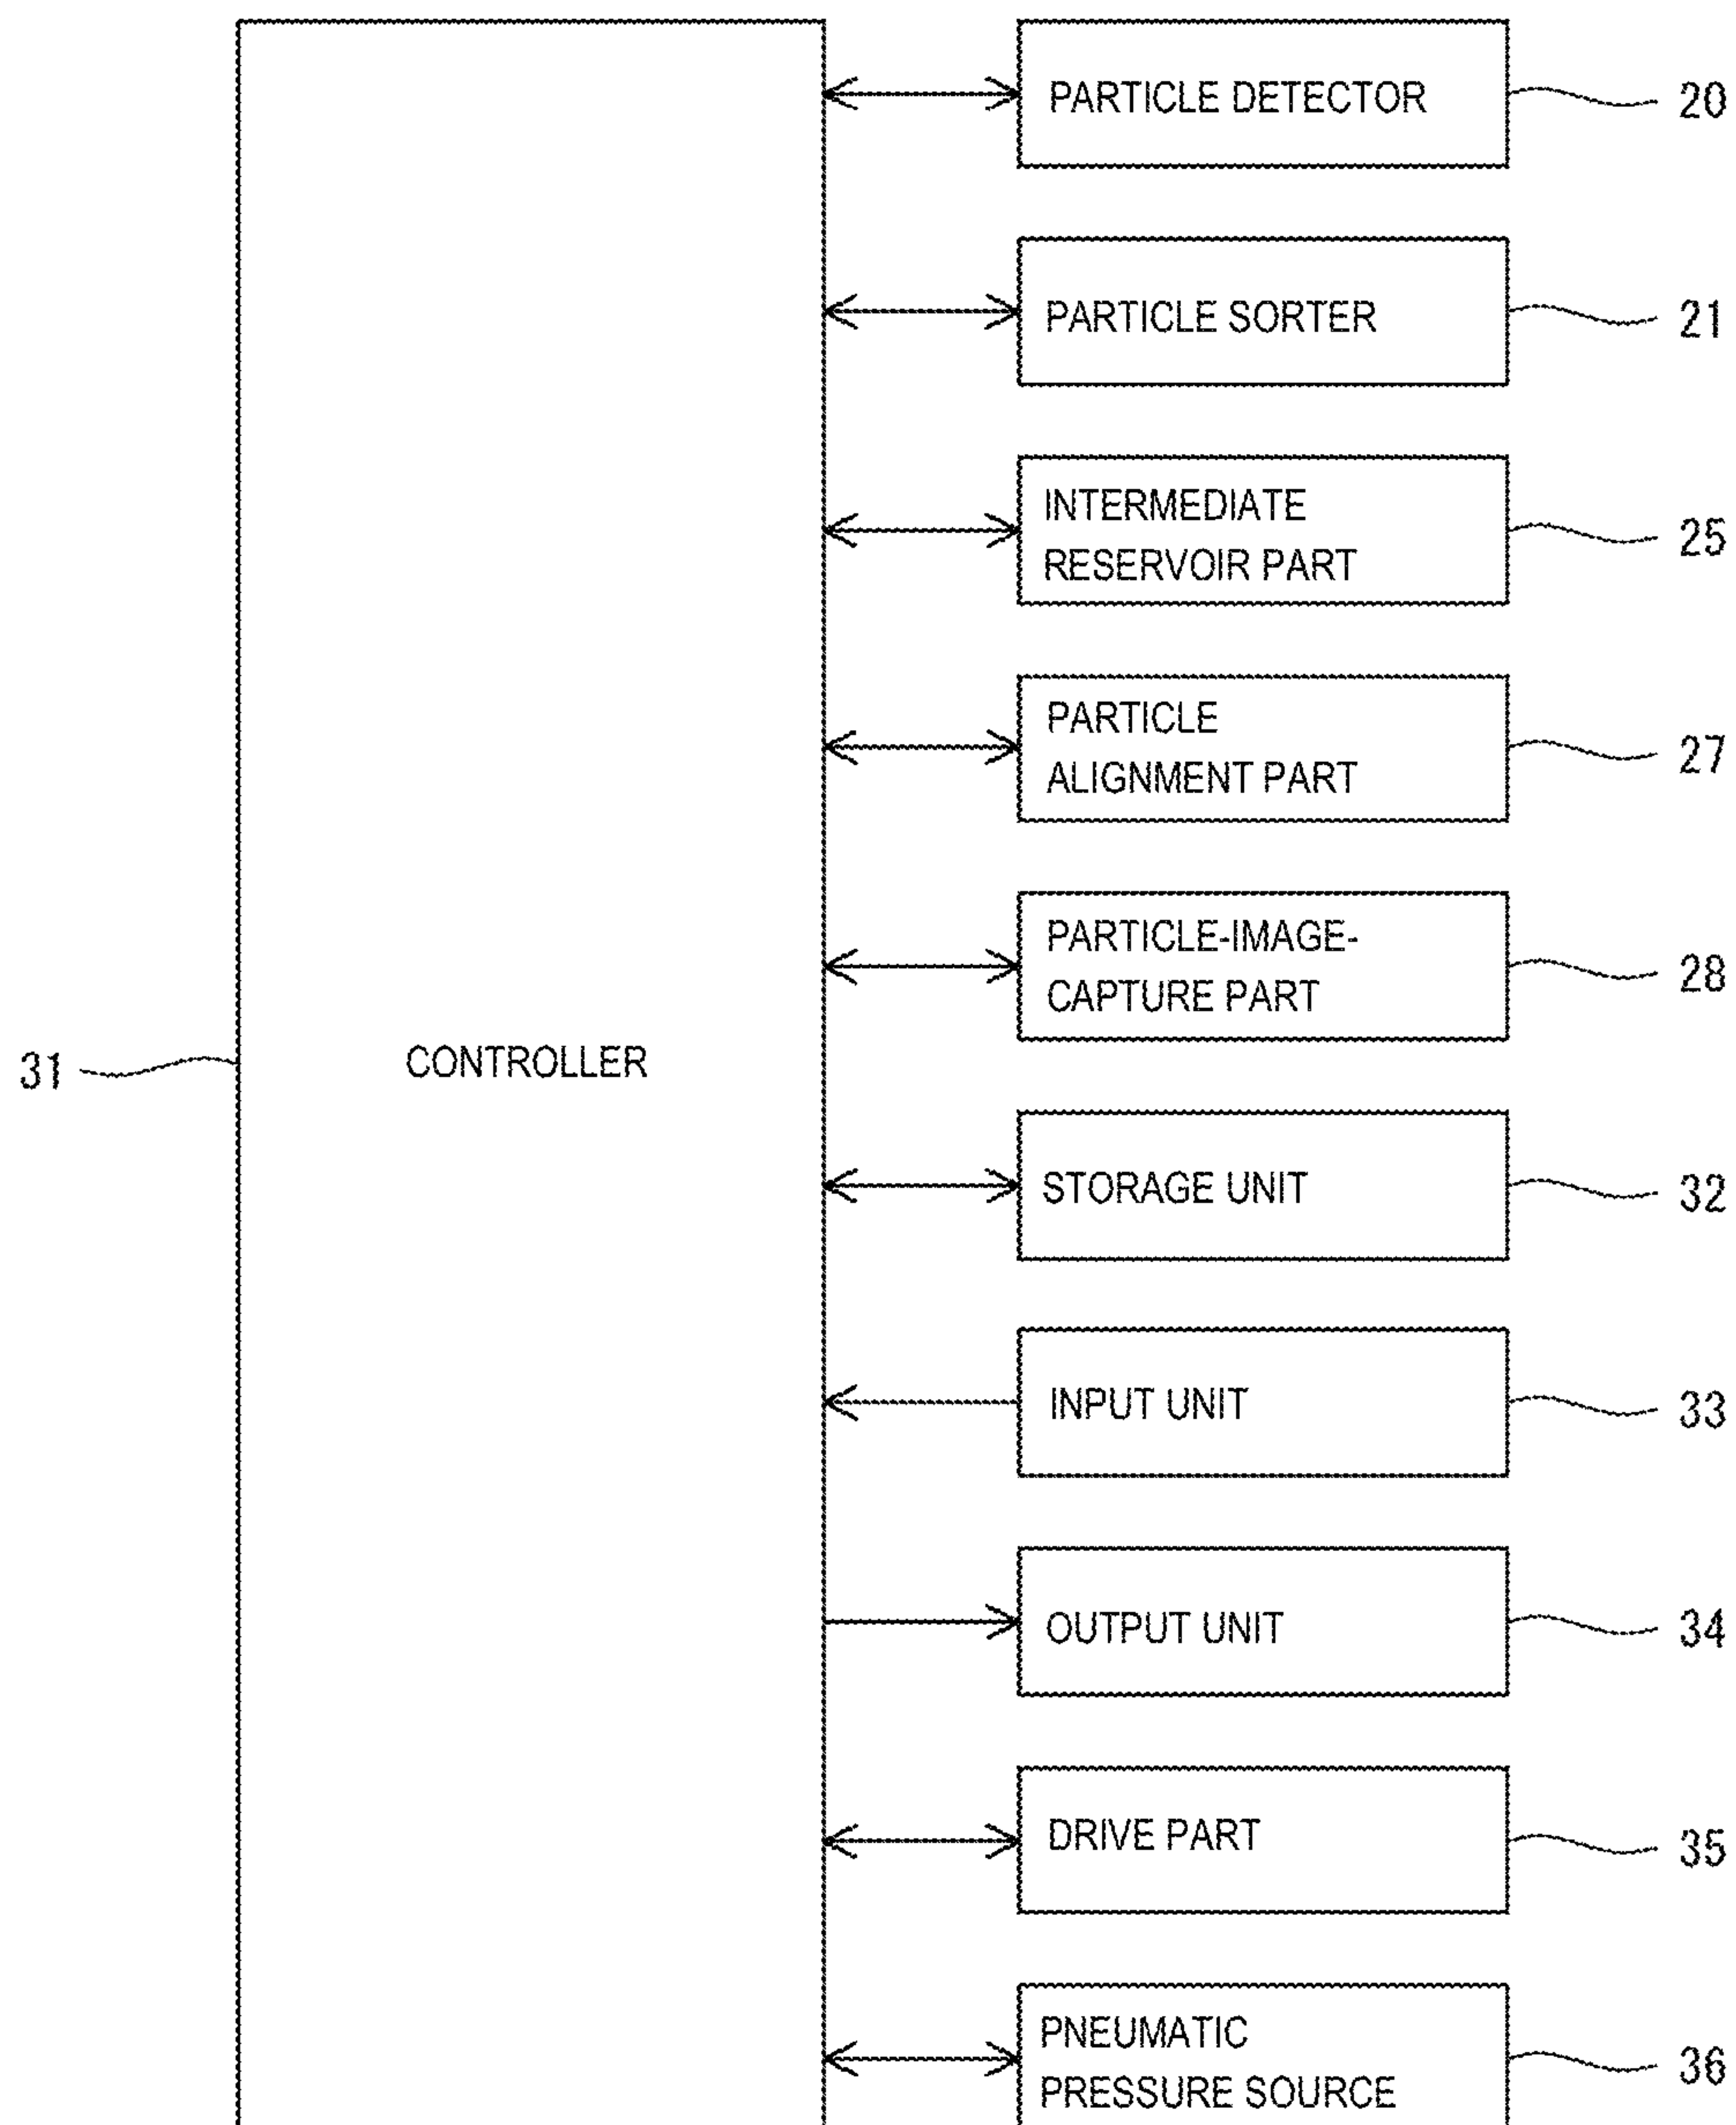 PARTICLE DETECTOR
20
PARTICLE SORTER
21
INTERMEDIATE
RESERVOIR PART
25
PARTICLE
ALIGNMENT PART
27
PARTICLE-IMAGE-
CAPTURE PART
28
31
CONTROLLER
STORAGE UNIT
32
INPUT UNIT
33
OUTPUT UNIT
34
DRIVE PART
35
PNEUMATIC
PRESSURE SOURCE
36